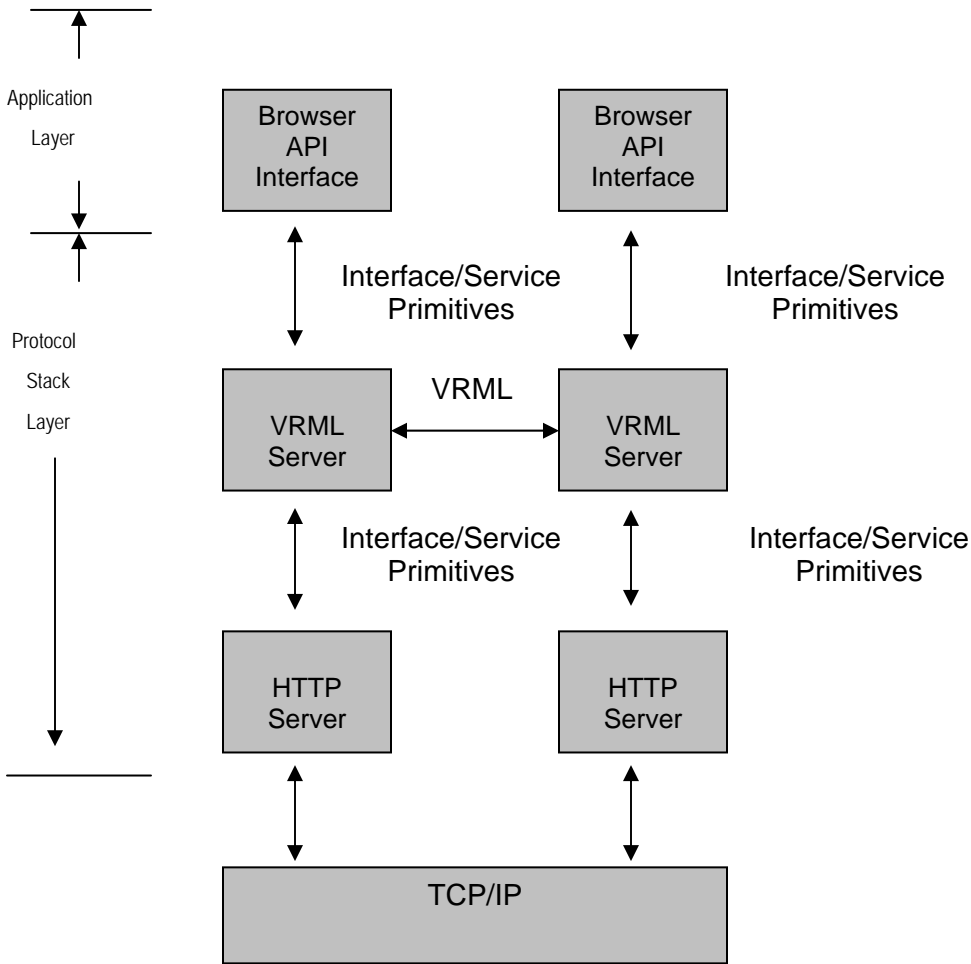 Application
Layer
Browser
API
Interface
Browser
API
Interface
Interface/Service
Primitives
Interface/Service
Primitives
Protocol
Stack
Layer
VRML
Server
VRML
VRML
Server
Interface/Service
Primitives
Interface/Service
Primitives
HTTP
Server
HTTP
Server
TCP/IP